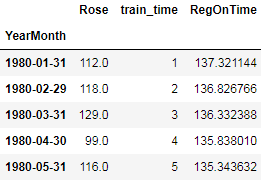 Rose train_time RegOnTime
YearMonth
1980-01-31 112.0 1 137.321144
1980-02-29 118.0 2 136.826766
1980-03-31 129.0 3 136.332388
1980-04-30 99.0 4 135.838010
1980-05-31 116.0 5 135.343632